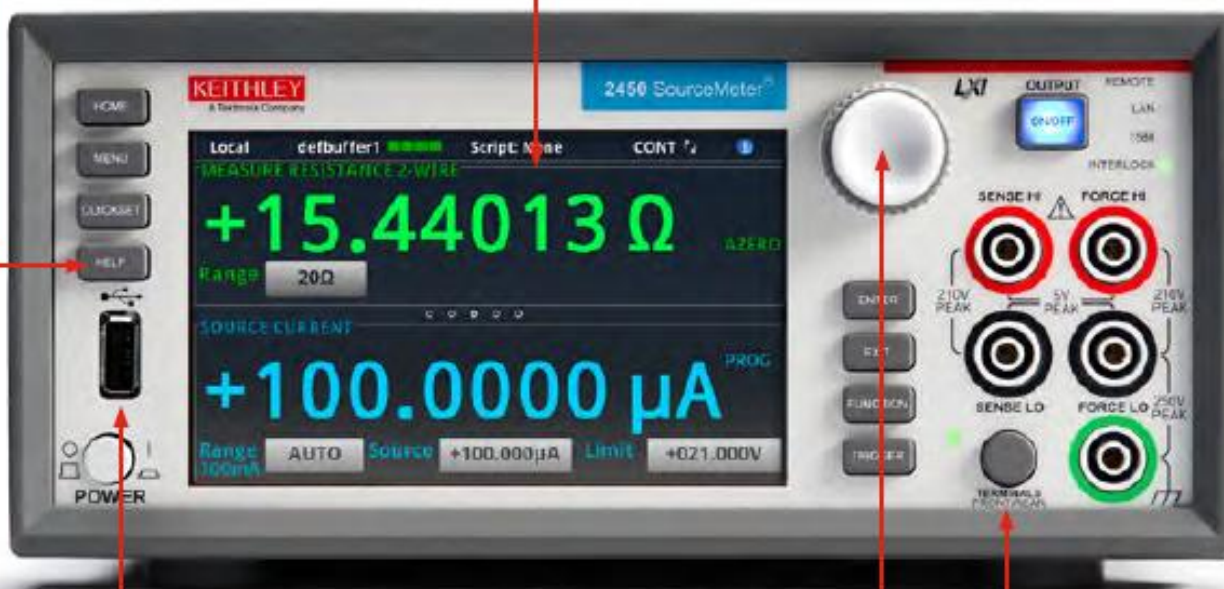 HOME
MENU
QUICKSET
HELP
POWER
KEITHLEY
A Tektronix Company
2450 SourceMeter®
Local defbuffer1 Script: None CONT
MEASURE RESISTANCE 2-WIRE
+15.44013 Ω
AZERO
Range 20Ω
SOURCE CURRENT
+100.0000 µA
PROG
Range AUTO Source +100.000µA Limit +021.000V
100mA
ENTER
EXIT
FUNCTION
TRIGGER
LXI
OUTPUT
ON/OFF
REMOTE
LAN
1588
INTERLOCK
SENSE HI FORCE HI
210V PEAK
5V PEAK
210V PEAK
SENSE LO FORCE LO
250V PEAK
TERMINALS
FRONT/REAR